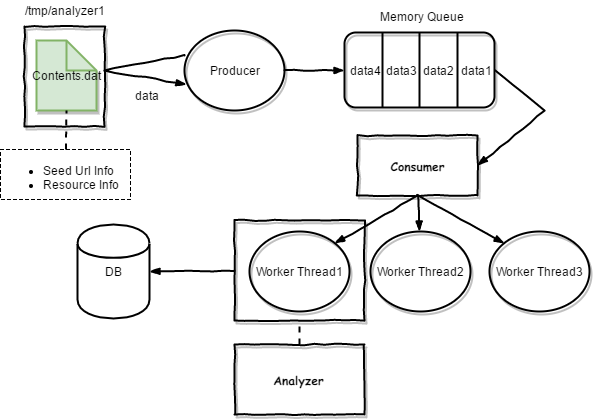 /tmp/analyzer1
Contents.dat
data
Producer
Memory Queue
data4 data3 data2 data1
Consumer
• Seed Url Info
• Resource Info
DB
Worker Thread1
Worker Thread2
Worker Thread3
Analyzer